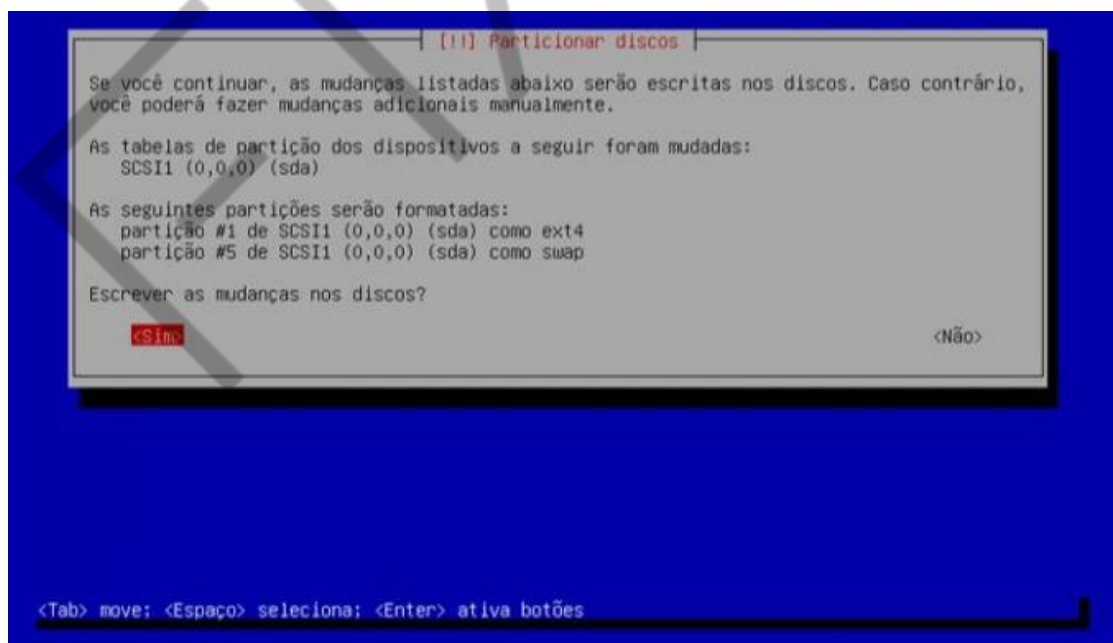 [!!] Particionar discos
Se você continuar, as mudanças listadas abaixo serão escritas nos discos. Caso contrário,
você poderá fazer mudanças adicionais manualmente.
As tabelas de partição dos dispositivos a seguir foram mudadas:
SCSI1 (0,0,0) (sda)
As seguintes partições serão formatadas:
partição #1 de SCSI1 (0,0,0) (sda) como ext4
partição #5 de SCSI1 (0,0,0) (sda) como swap
Escrever as mudanças nos discos?
<Sim> <Não>
<Tab> move; <Espaço> seleciona; <Enter> ativa botões